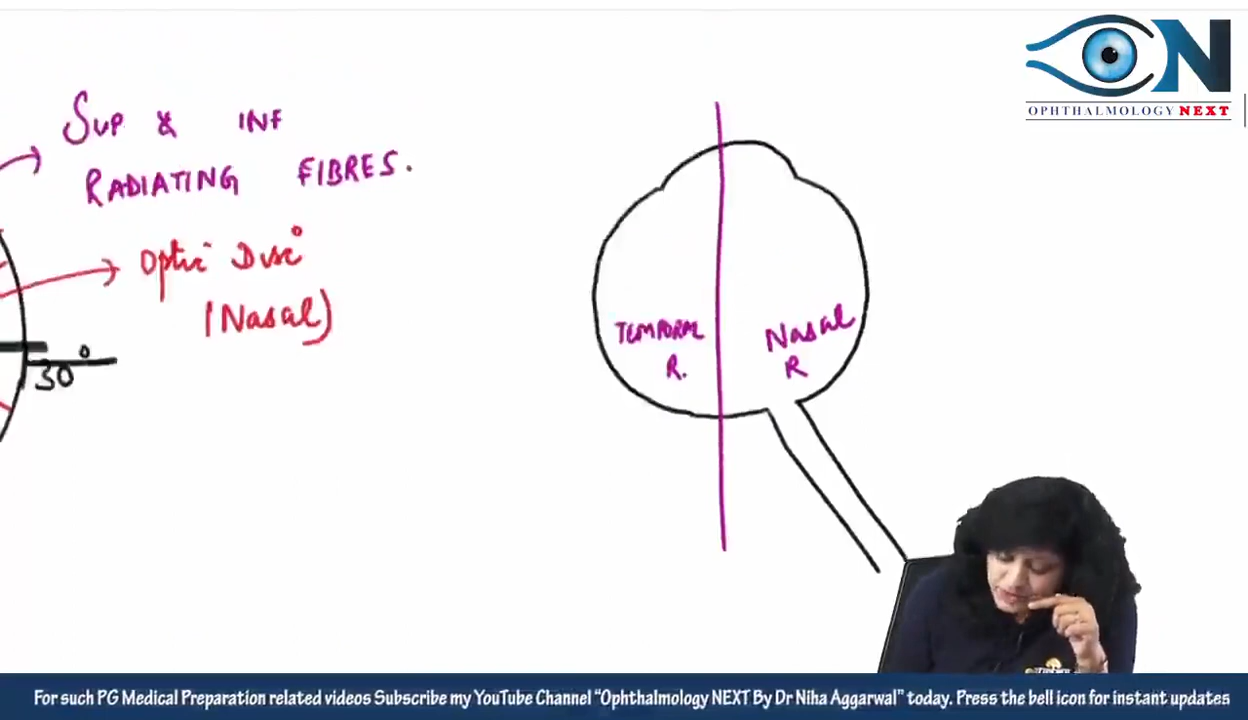 SUP & INF
RADIATING FIBRES.
Optic Disc
(Nasal)
30°
TEMPORAL
R.
Nasal
R
ON
OPHTHALMOLOGY NEXT
For such PG Medical Preparation related videos Subscribe my YouTube Channel “Ophthalmology NEXT By Dr Niha Aggarwal” today. Press the bell icon for instant updates